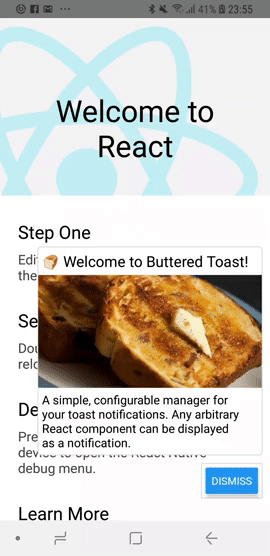 41% 23:55
Welcome to
React
Step One
Edi
the
🍞 Welcome to Buttered Toast!
Se
Dou
relo
A simple, configurable manager for
your toast notifications. Any arbitrary
React component can be displayed
as a notification.
De
Pre
device to open the React Native
debug menu.
DISMISS
Learn More